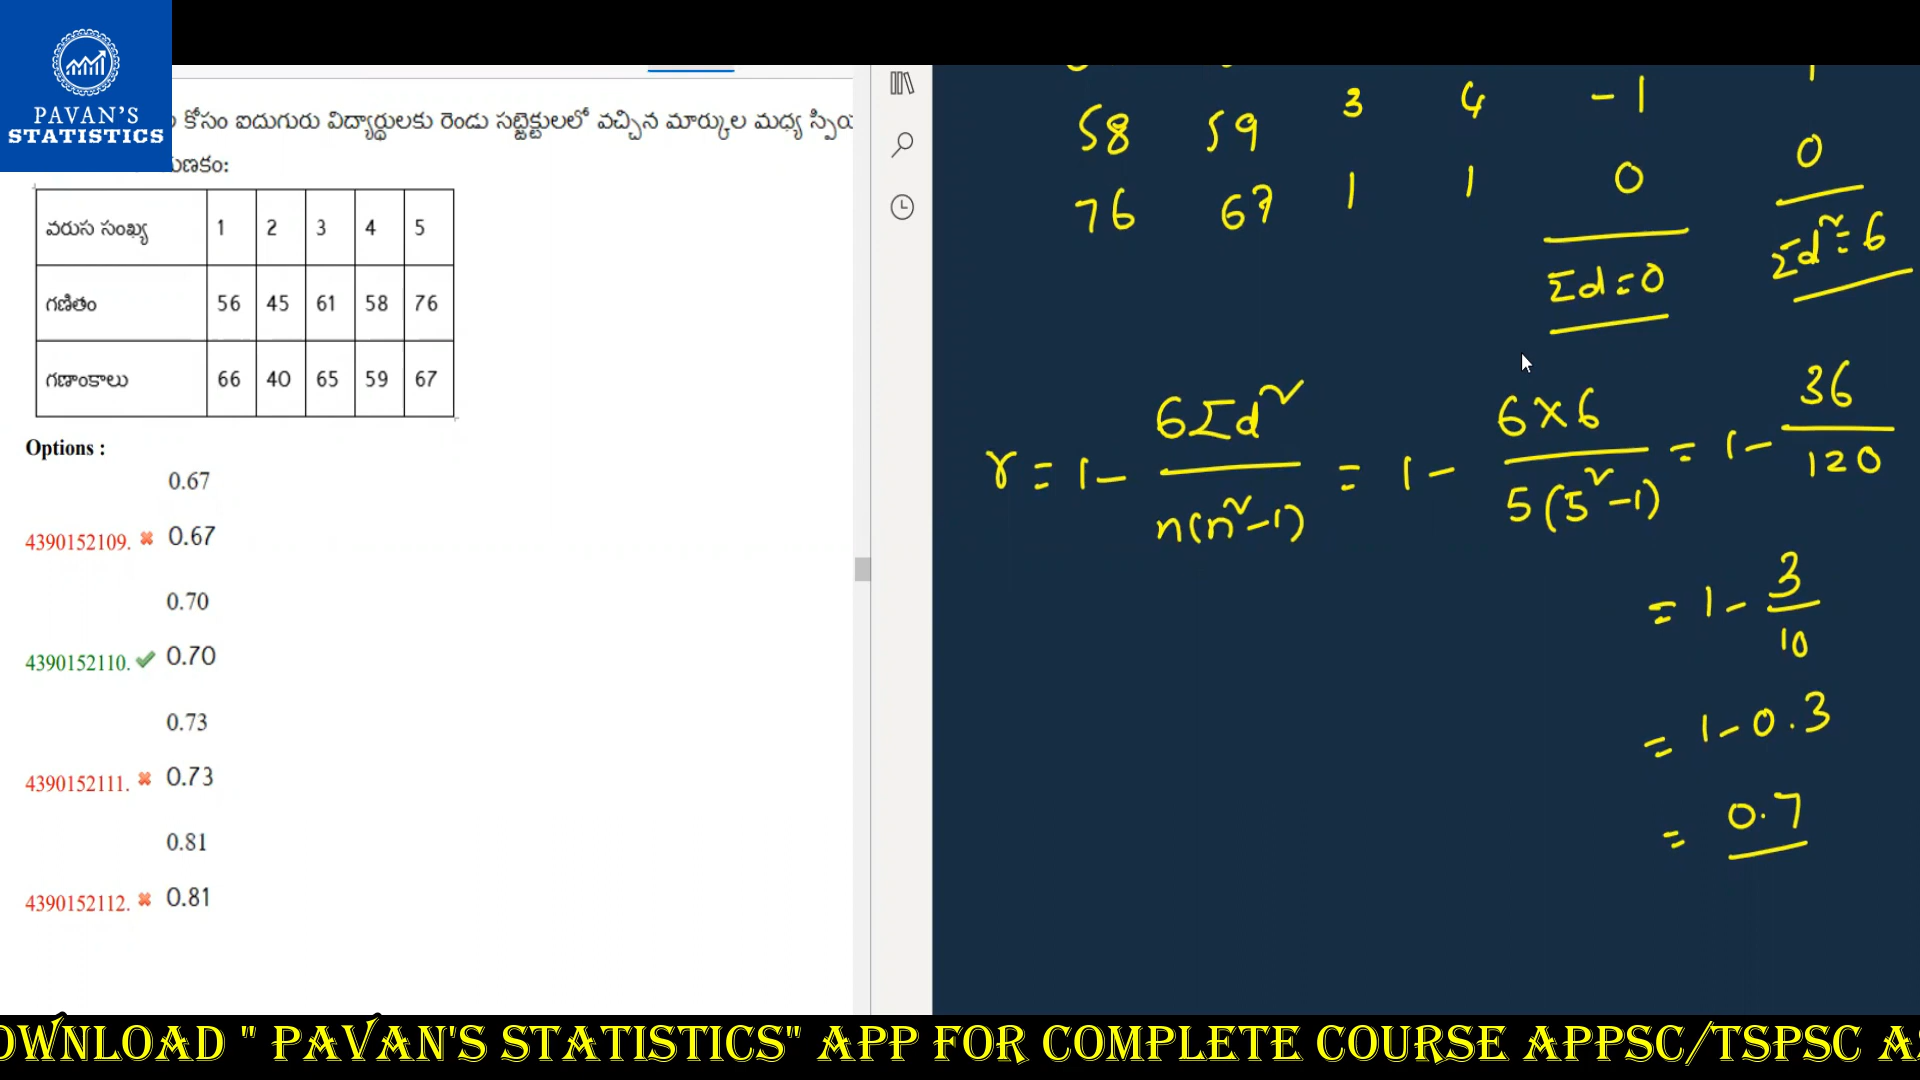 PAVAN'S
STATISTICS
కోసం ఐదుగురు విద్యార్థులకు రెండు సబ్జెక్టులలో వచ్చిన మార్కుల మధ్య
వరుస సంఖ్య 1 2 3 4 5
గణితం 56 45 61 58 76
గణాంకాలు 66 40 65 59 67
Options :
0.67
4390152109. ✖ 0.67
0.70
4390152110. ✔ 0.70
0.73
4390152111. ✖ 0.73
0.81
4390152112. ✖ 0.81
58 59 3 4 -1
76 67 1 1 0 0
Σd=0 Σd²=6
r = 1 - 6Σd² / n(n²-1) = 1 - 6×6 / 5(5²-1) = 1 - 36 / 120
= 1 - 3 / 10
= 1 - 0.3
= 0.7
OWNLOAD " PAVAN'S STATISTICS" APP FOR COMPLETE COURSE APPSC/TSPSC